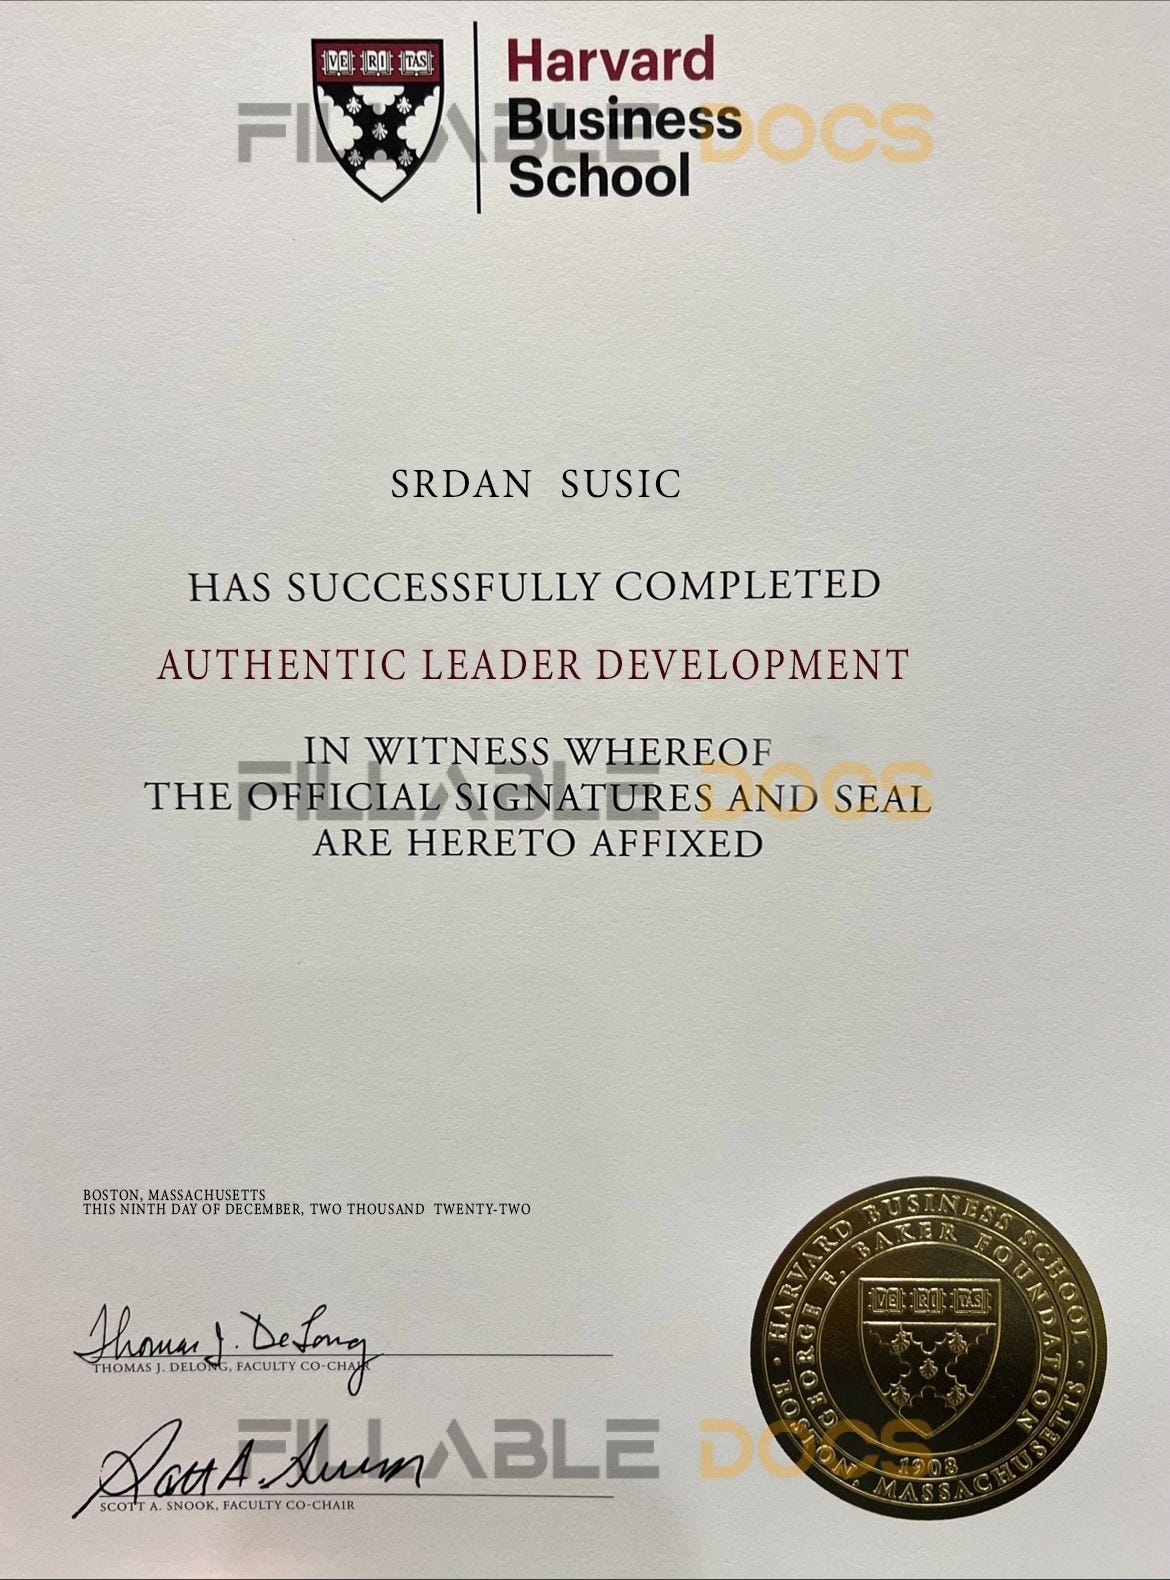 VE RI TAS
Harvard
Business
School
FILLABLE DOCS
SRDAN SUSIC
HAS SUCCESSFULLY COMPLETED
AUTHENTIC LEADER DEVELOPMENT
IN WITNESS WHEREOF
FILLABLE DOCS
THE OFFICIAL SIGNATURES AND SEAL
ARE HERETO AFFIXED
BOSTON, MASSACHUSETTS
THIS NINTH DAY OF DECEMBER, TWO THOUSAND TWENTY-TWO
Thomas J. DeLong
THOMAS J. DELONG, FACULTY CO-CHAIR
FILLABLE DOCS
Scott A. Snook
SCOTT A. SNOOK, FACULTY CO-CHAIR
HARVARD BUSINESS SCHOOL
GEORGE F. BAKER FOUNDATION
VE RI TAS
1908
BOSTON, MASSACHUSETTS